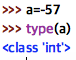 >>> a=-57
>>> type(a)
<class 'int'>